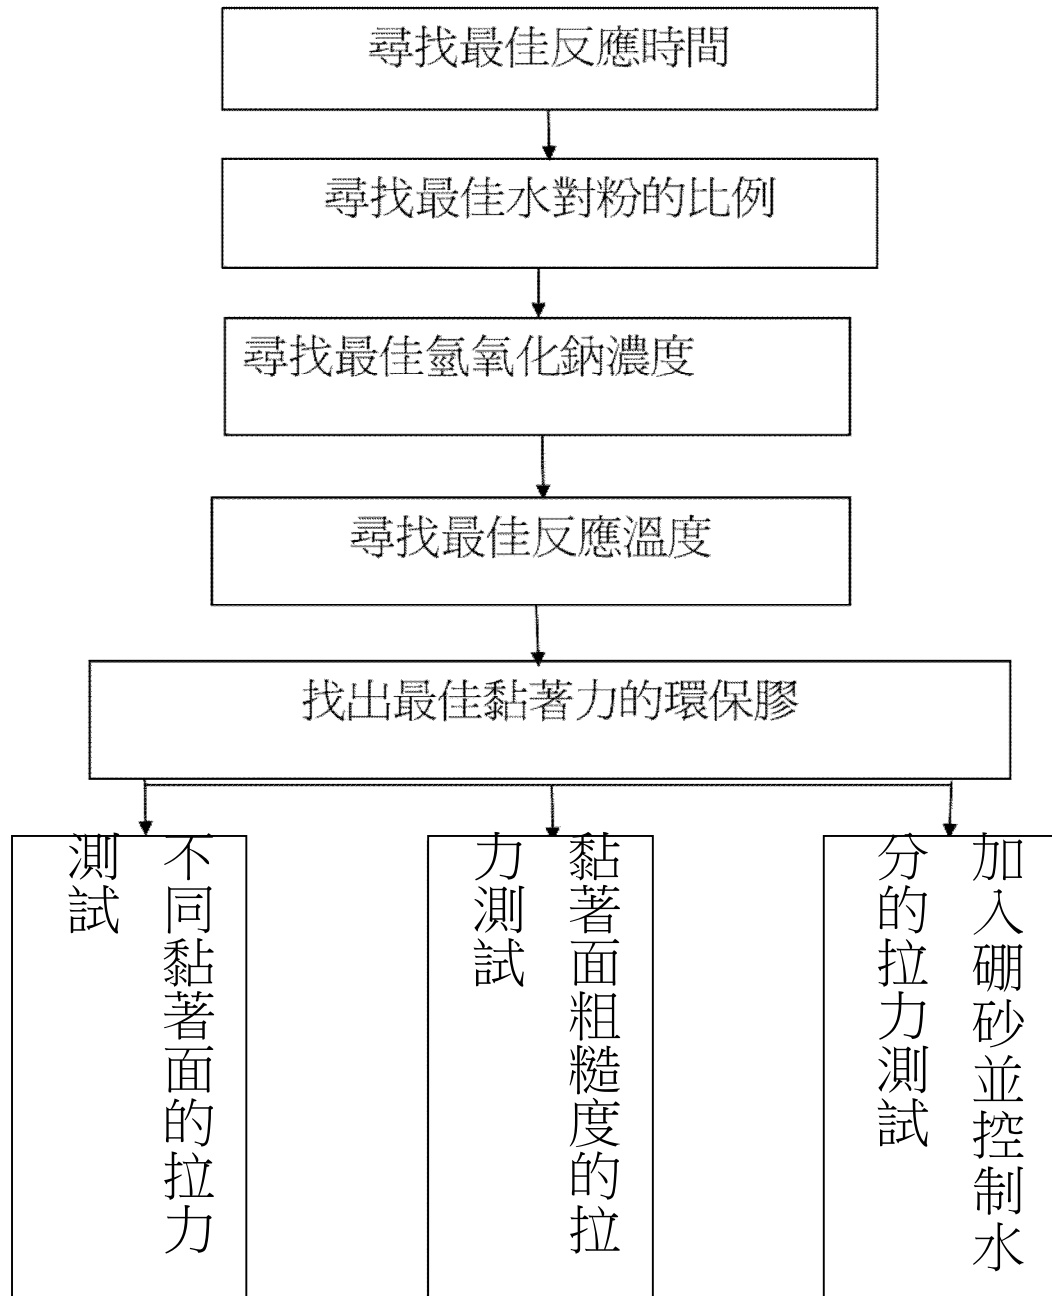 尋找最佳反應時間
尋找最佳水對粉的比例
尋找最佳氫氧化鈉濃度
尋找最佳反應溫度
找出最佳黏著力的環保膠
不同黏著面的拉力
測試
黏著面粗糙度的拉
力測試
加入硼砂並控制水
分的拉力測試